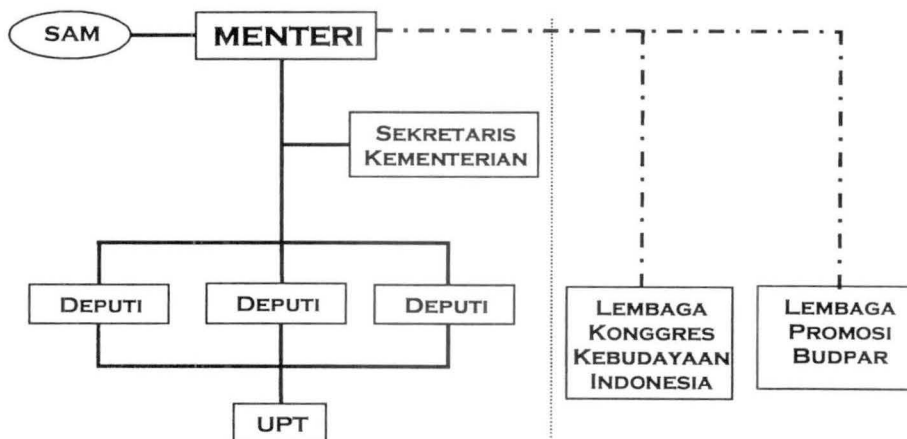 SAM
MENTERI
SEKRETARIS
KEMENTERIAN
DEPUTI
DEPUTI
DEPUTI
UPT
LEMBAGA
KONGGRES
KEBUDAYAAN
INDONESIA
LEMBAGA
PROMOSI
BUDPAR